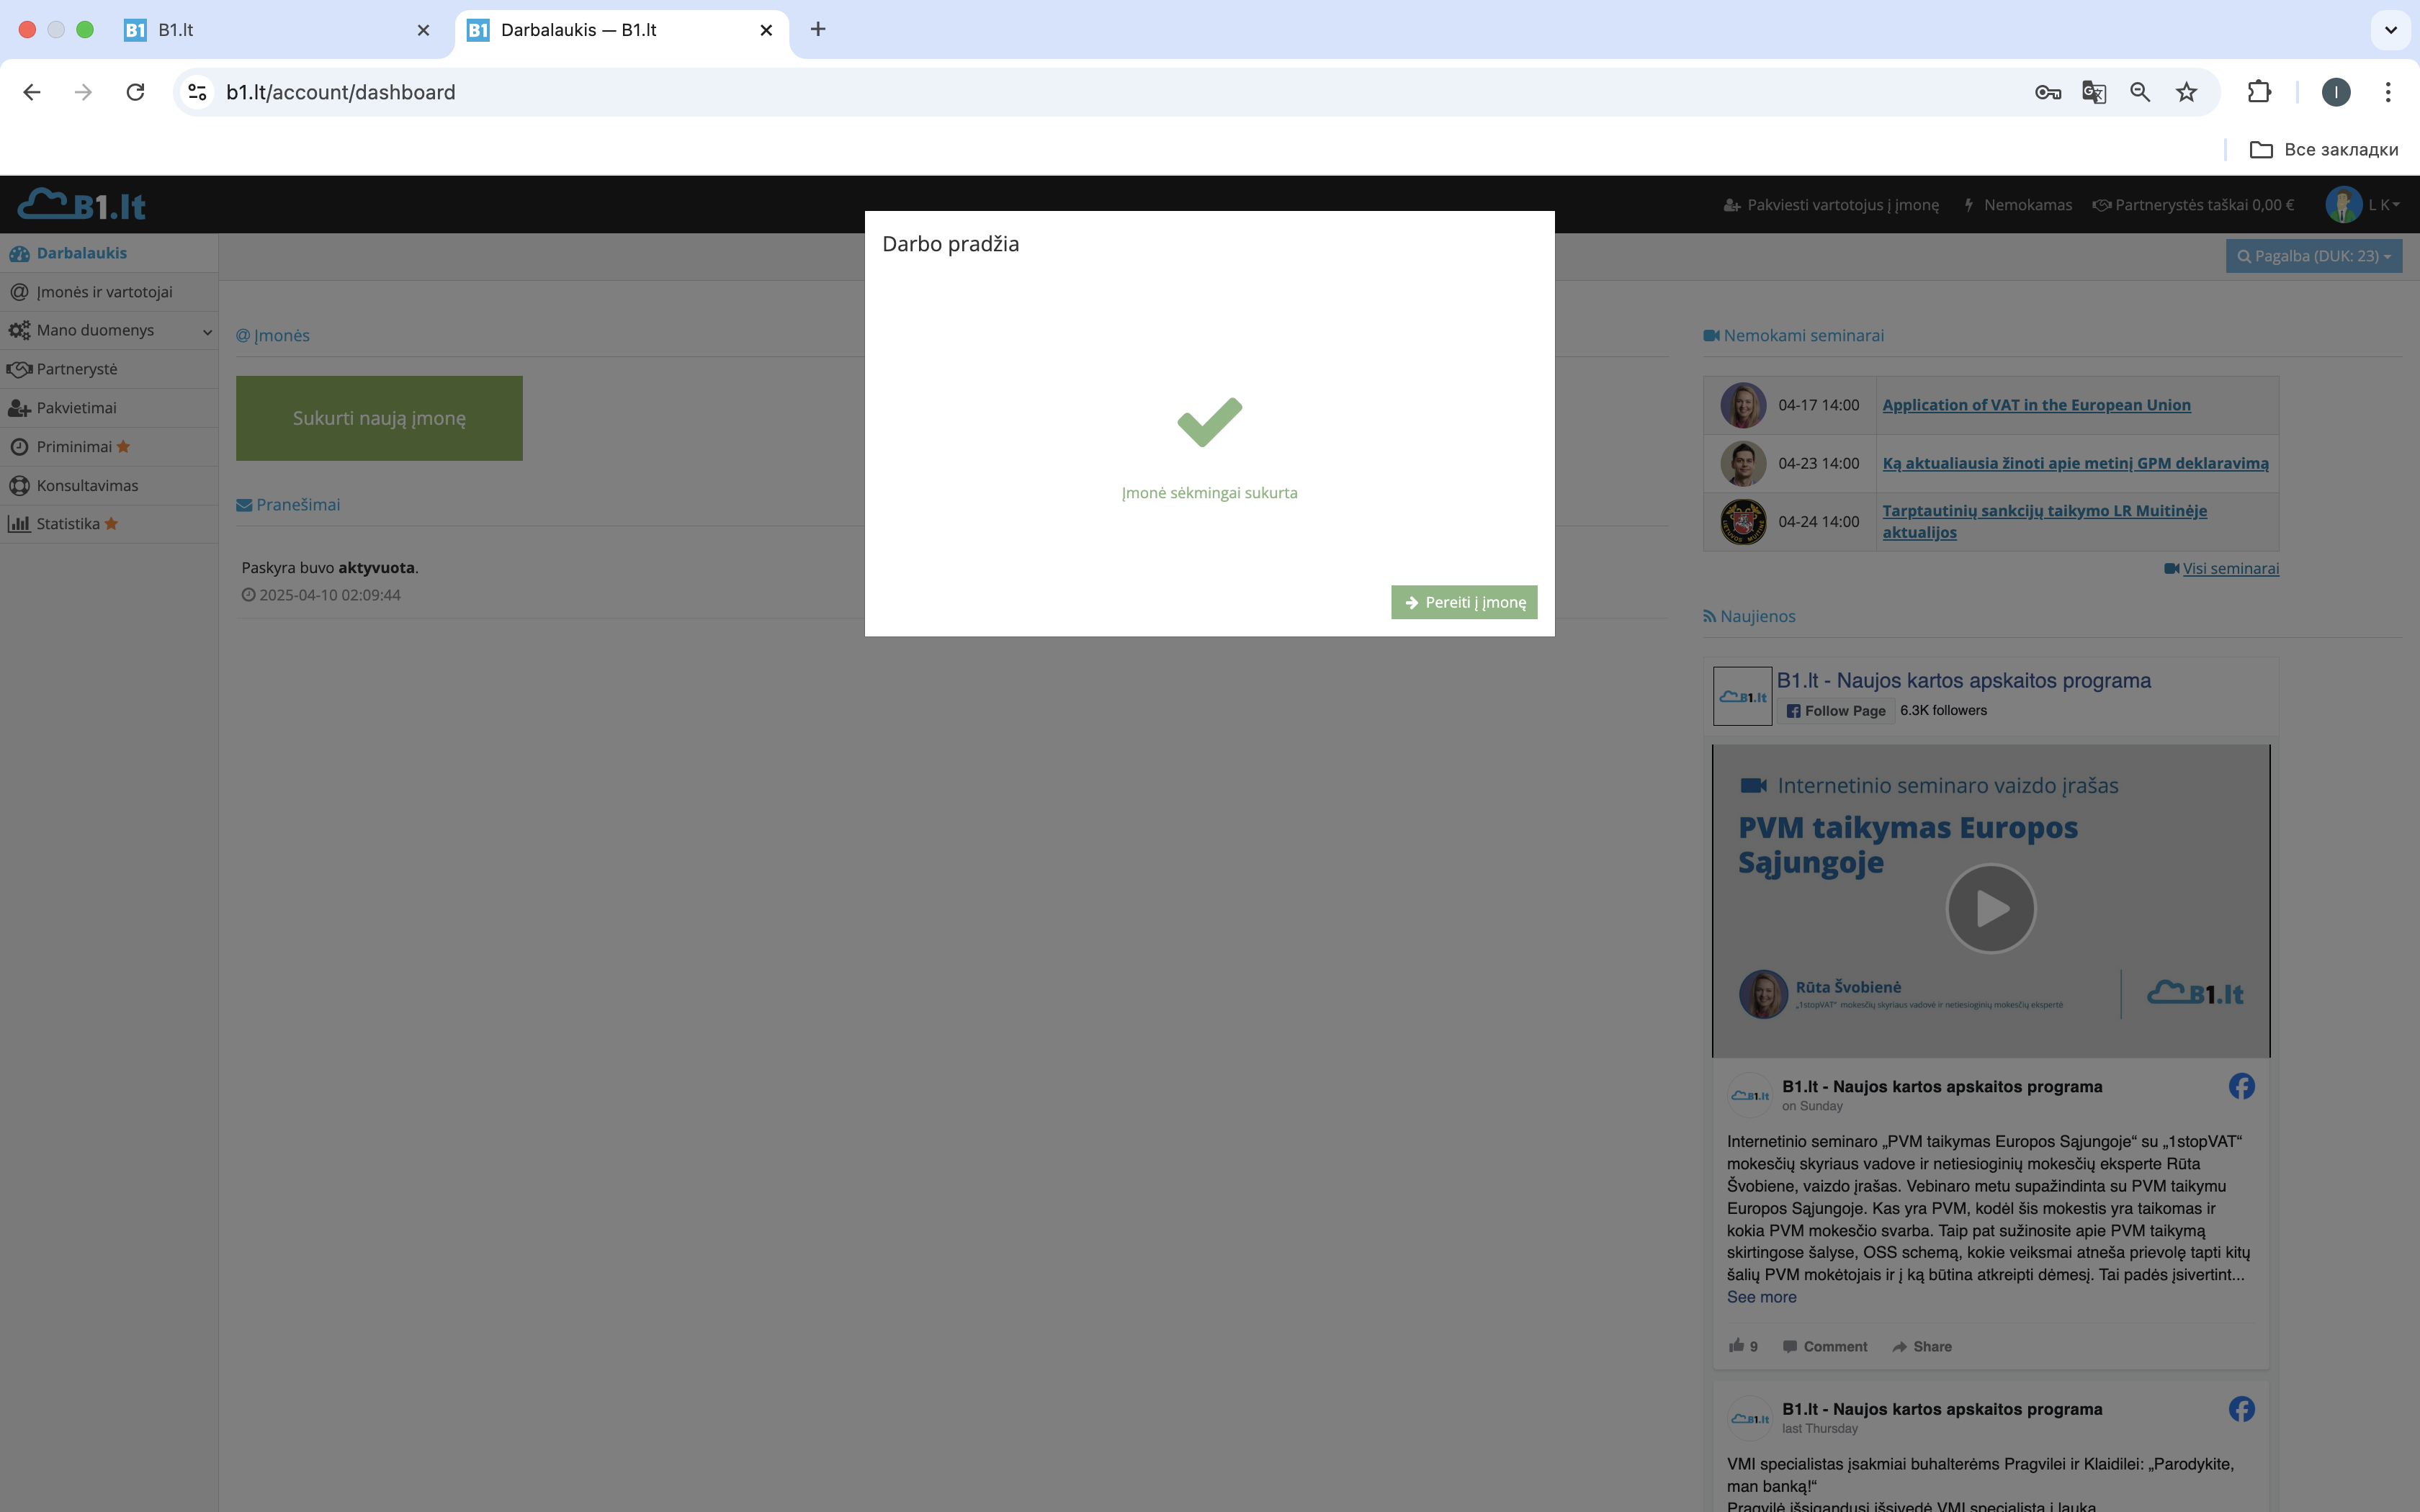 B1.lt
Darbalaukis — B1.lt
b1.lt/account/dashboard
Все закладки
B1.lt
Pakviesti vartotojus į įmonę
Nemokamas
Partnerystės taškai 0,00 €
L K
Darbalaukis
Įmonės ir vartotojai
Mano duomenys
Partnerystė
Pakvietimai
Priminimai
Konsultavimas
Statistika
Pagalba (DUK: 23)
Įmonės
Sukurti naują įmonę
Pranešimai
Paskyra buvo aktyvuota.
2025-04-10 02:09:44
Darbo pradžia
Įmonė sėkmingai sukurta
Pereiti į įmonę
Nemokami seminarai
04-17 14:00 Application of VAT in the European Union
04-23 14:00 Ką aktualiausia žinoti apie metinį GPM deklaravimą
04-24 14:00 Tarptautinių sankcijų taikymo LR Muitinėje
aktualijos
Visi seminarai
Naujienos
B1.lt
B1.lt - Naujos kartos apskaitos programa
Follow Page 6.3K followers
Internetinio seminaro vaizdo įrašas
PVM taikymas Europos
Sąjungoje
Rūta Švobienė
„1stopVAT“ mokesčių skyriaus vadovė ir netiesioginių mokesčių ekspertė
B1.lt
B1.lt
B1.lt - Naujos kartos apskaitos programa
on Sunday
Internetinio seminaro „PVM taikymas Europos Sąjungoje“ su „1stopVAT“
mokesčių skyriaus vadove ir netiesioginių mokesčių eksperte Rūta
Švobiene, vaizdo įrašas. Vebinaro metu supažindinta su PVM taikymu
Europos Sąjungoje. Kas yra PVM, kodėl šis mokestis yra taikomas ir
kokia PVM mokesčio svarba. Taip pat sužinosite apie PVM taikymą
skirtingose šalyse, OSS schemą, kokie veiksmai atneša prievolę tapti kitų
šalių PVM mokėtojais ir į ką būtina atkreipti dėmesį. Tai padės įsivertint...
See more
9 Comment Share
B1.lt
B1.lt - Naujos kartos apskaitos programa
last Thursday
VMI specialistas įsakmiai buhalterėms Pragvilei ir Klaidilei: „Parodykite,
man banką!“
Pragvilė išsigandusi išsivedė VMI specialistą į lauką